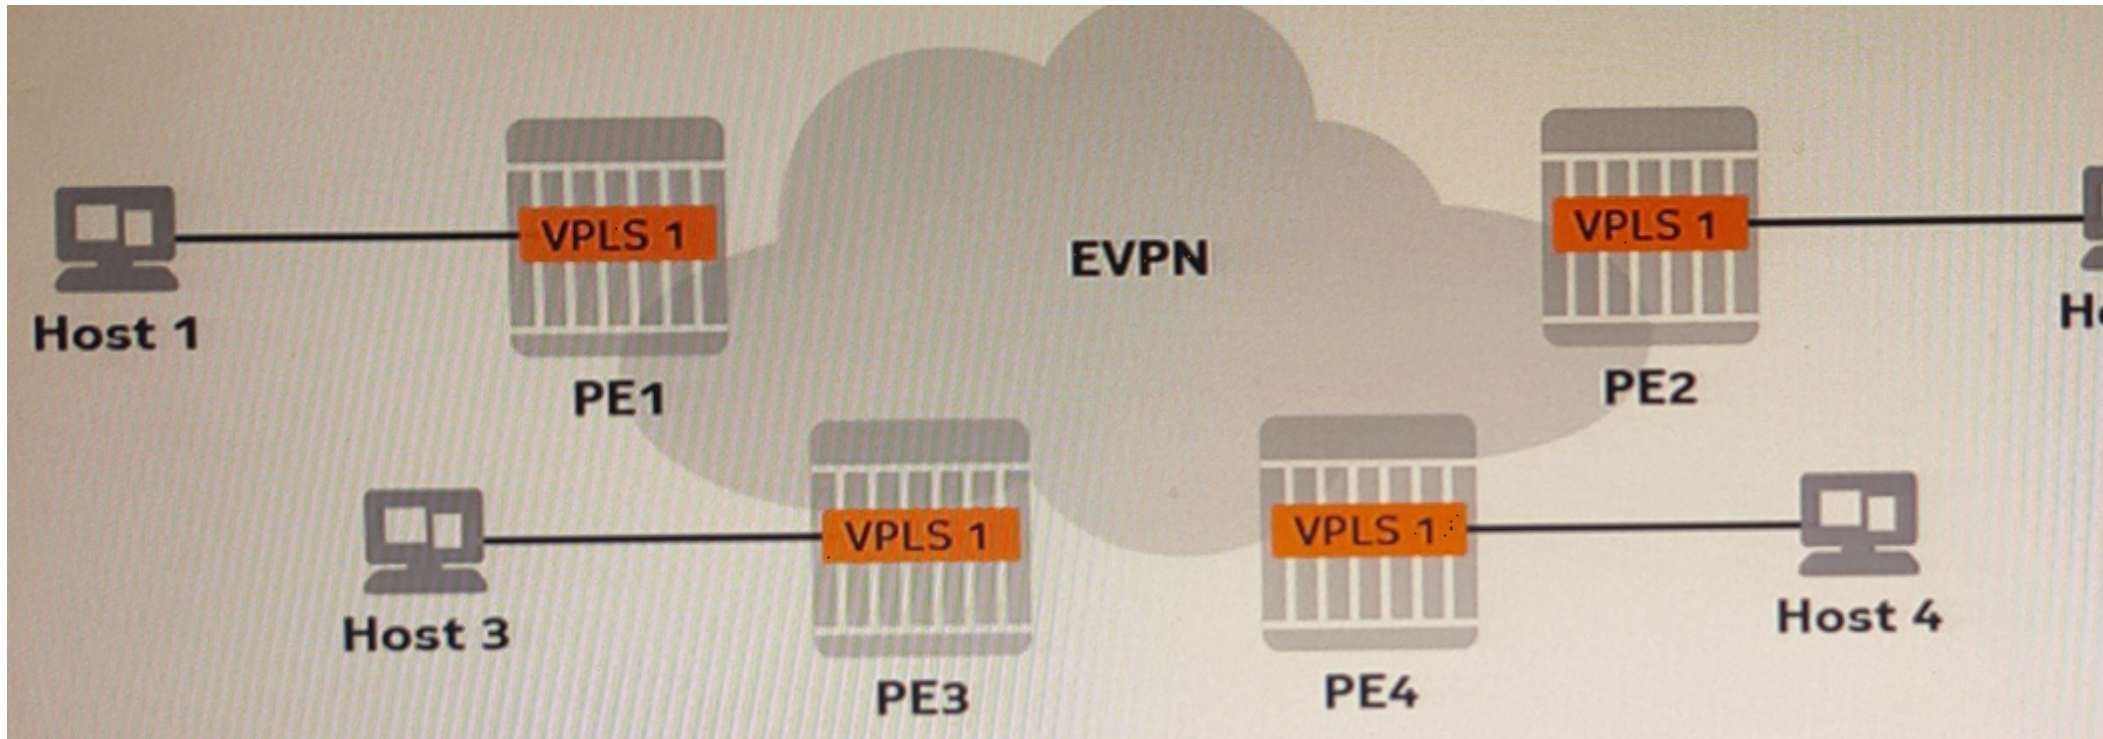 VPLS 1
VPLS 1
EVPN
Host 1
PE1
PE2
VPLS 1
VPLS 1
Host 3
Host 4
PE3
PE4